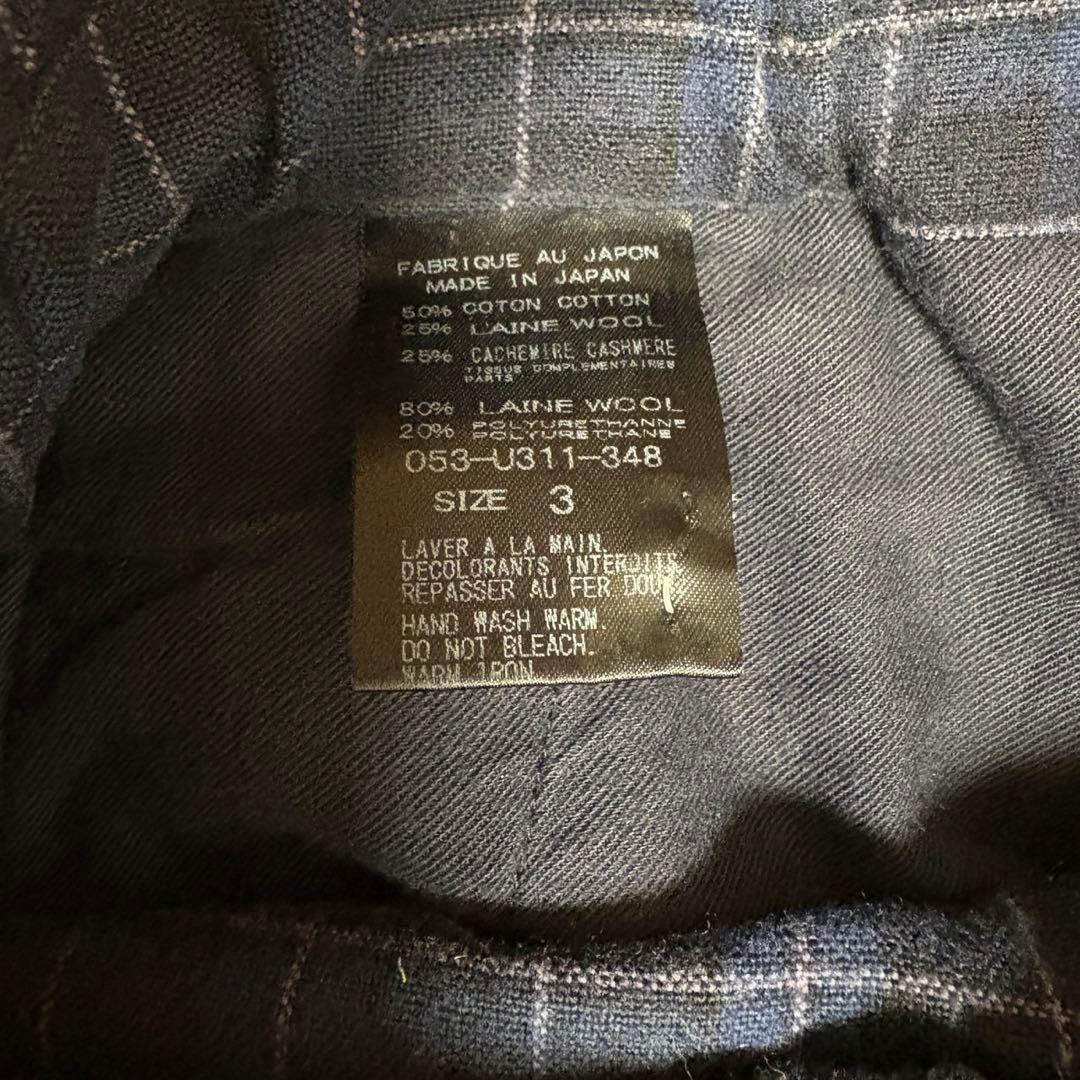 FABRIQUE AU JAPON
MADE IN JAPAN
50% COTON COTTON
25% LAINE WOOL
25% CACHEMIRE CASHMERE
TISSUS COMPLEMENTAIRES
PARTS
80% LAINE WOOL
20% POLYURETHANNE
POLYURETHANE
053-U311-348
SIZE 3
LAVER A LA MAIN.
DECOLORANTS INTERDITS
REPASSER AU FER DOUX
HAND WASH WARM.
DO NOT BLEACH.
WARM IRON